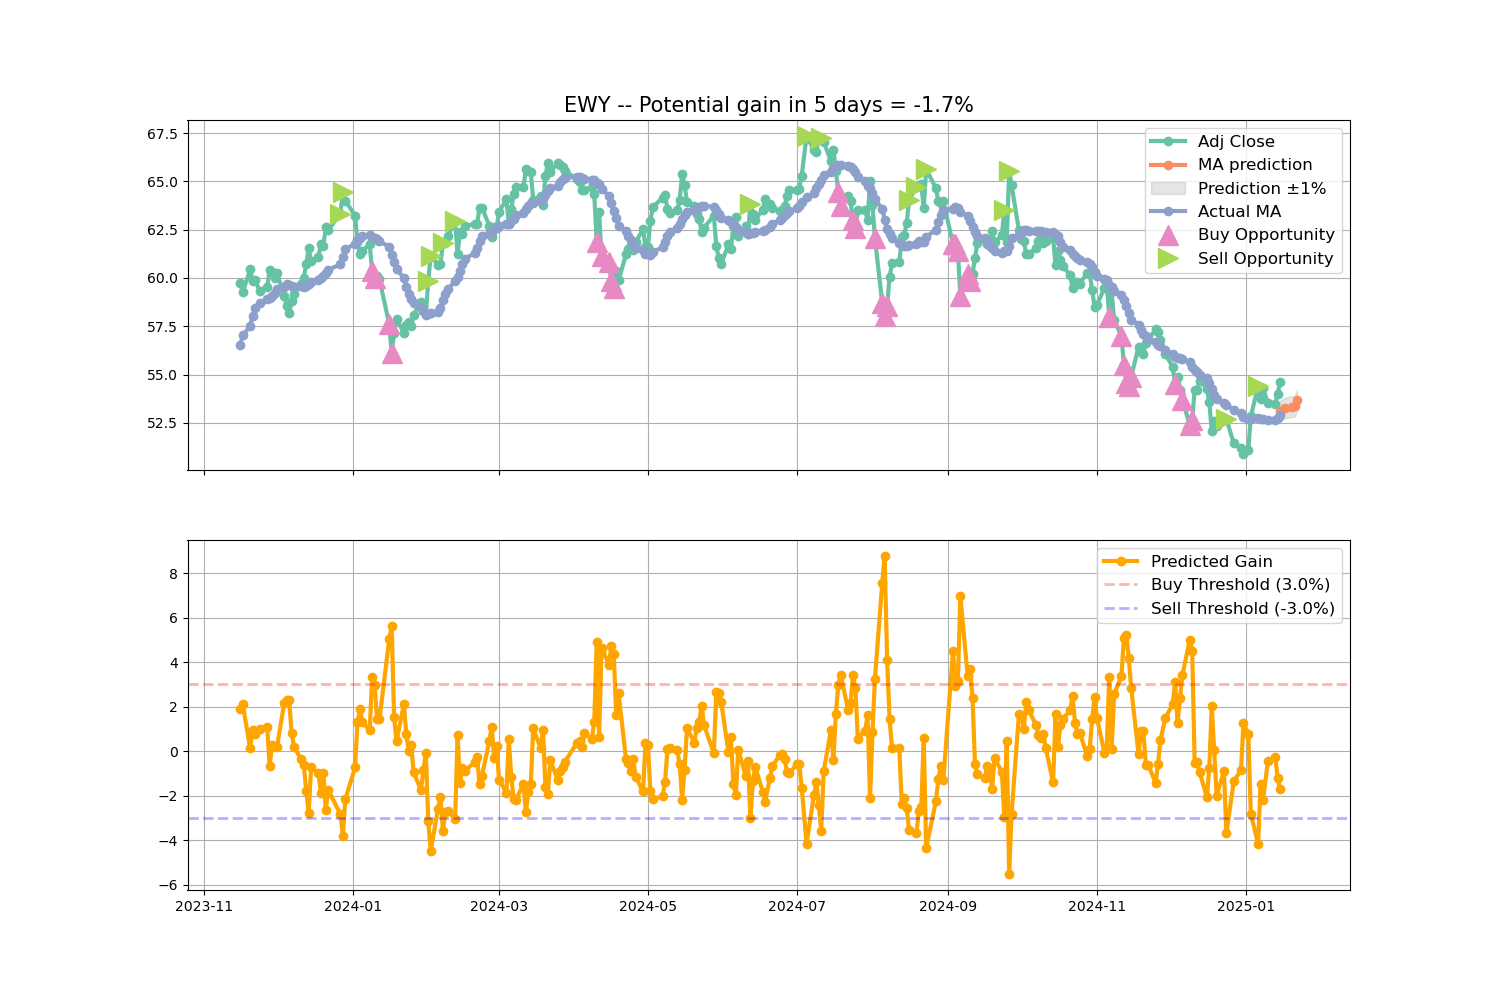 EWY -- Potential gain in 5 days = -1.7%
67.5
65.0
62.5
60.0
57.5
55.0
52.5
Adj Close
MA prediction
Prediction ±1%
Actual MA
Buy Opportunity
Sell Opportunity
8
6
4
2
0
−2
−4
−6
Predicted Gain
Buy Threshold (3.0%)
Sell Threshold (-3.0%)
2023-11 2024-01 2024-03 2024-05 2024-07 2024-09 2024-11 2025-01